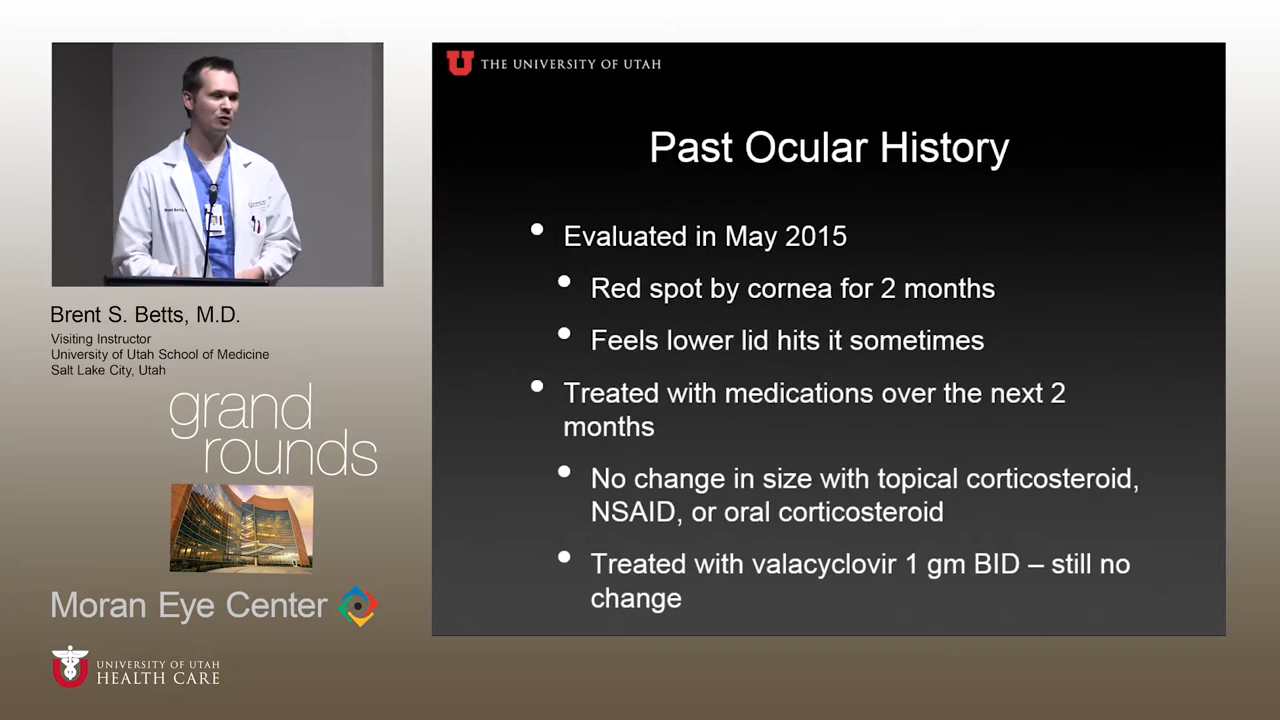 THE UNIVERSITY OF UTAH
Past Ocular History
• Evaluated in May 2015
• Red spot by cornea for 2 months
• Feels lower lid hits it sometimes
• Treated with medications over the next 2
months
• No change in size with topical corticosteroid,
NSAID, or oral corticosteroid
• Treated with valacyclovir 1 gm BID – still no
change
Brent S. Betts, M.D.
Visiting Instructor
University of Utah School of Medicine
Salt Lake City, Utah
grand
rounds
Moran Eye Center
UNIVERSITY OF UTAH
HEALTH CARE